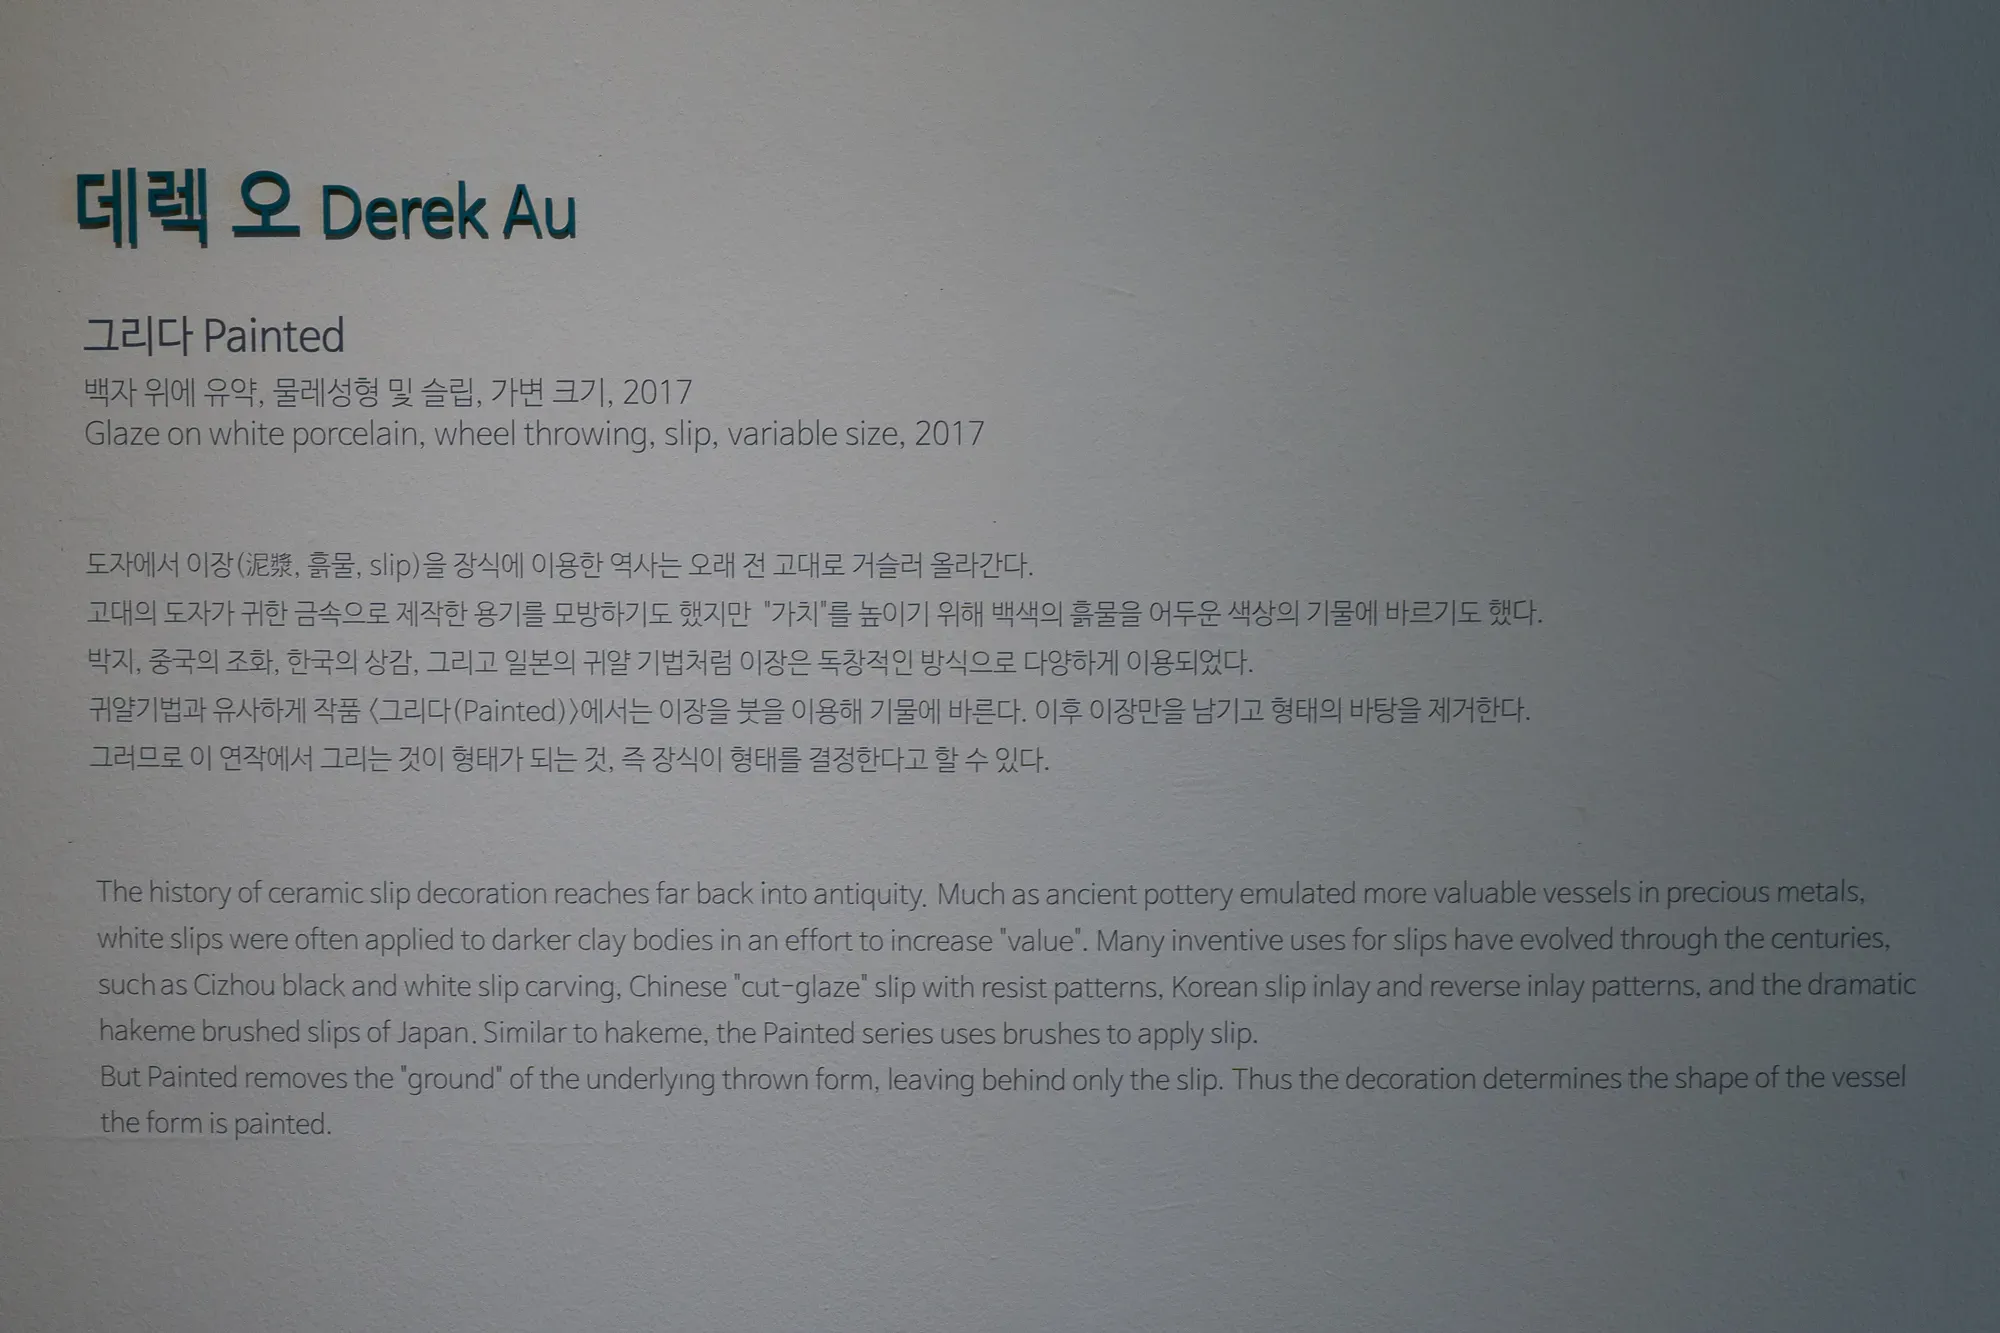 데렉 오 Derek Au
그리다 Painted
백자 위에 유약, 물레성형 및 슬립, 가변 크기, 2017
Glaze on white porcelain, wheel throwing, slip, variable size, 2017
도자에서 이장(泥漿, 흙물, slip)을 장식에 이용한 역사는 오래 전 고대로 거슬러 올라간다.
고대의 도자가 귀한 금속으로 제작한 용기를 모방하기도 했지만 "가치"를 높이기 위해 백색의 흙물을 어두운 색상의 기물에 바르기도 했다.
박지, 중국의 조화, 한국의 상감, 그리고 일본의 귀얄 기법처럼 이장은 독창적인 방식으로 다양하게 이용되었다.
귀얄기법과 유사하게 작품 〈그리다(Painted)〉에서는 이장을 붓을 이용해 기물에 바른다. 이후 이장만을 남기고 형태의 바탕을 제거한다.
그러므로 이 연작에서 그리는 것이 형태가 되는 것, 즉 장식이 형태를 결정한다고 할 수 있다.
The history of ceramic slip decoration reaches far back into antiquity. Much as ancient pottery emulated more valuable vessels in precious metals,
white slips were often applied to darker clay bodies in an effort to increase "value". Many inventive uses for slips have evolved through the centuries,
such as Cizhou black and white slip carving, Chinese "cut-glaze" slip with resist patterns, Korean slip inlay and reverse inlay patterns, and the dramatic
hakeme brushed slips of Japan. Similar to hakeme, the Painted series uses brushes to apply slip.
But Painted removes the "ground" of the underlying thrown form, leaving behind only the slip. Thus the decoration determines the shape of the vessel
the form is painted.